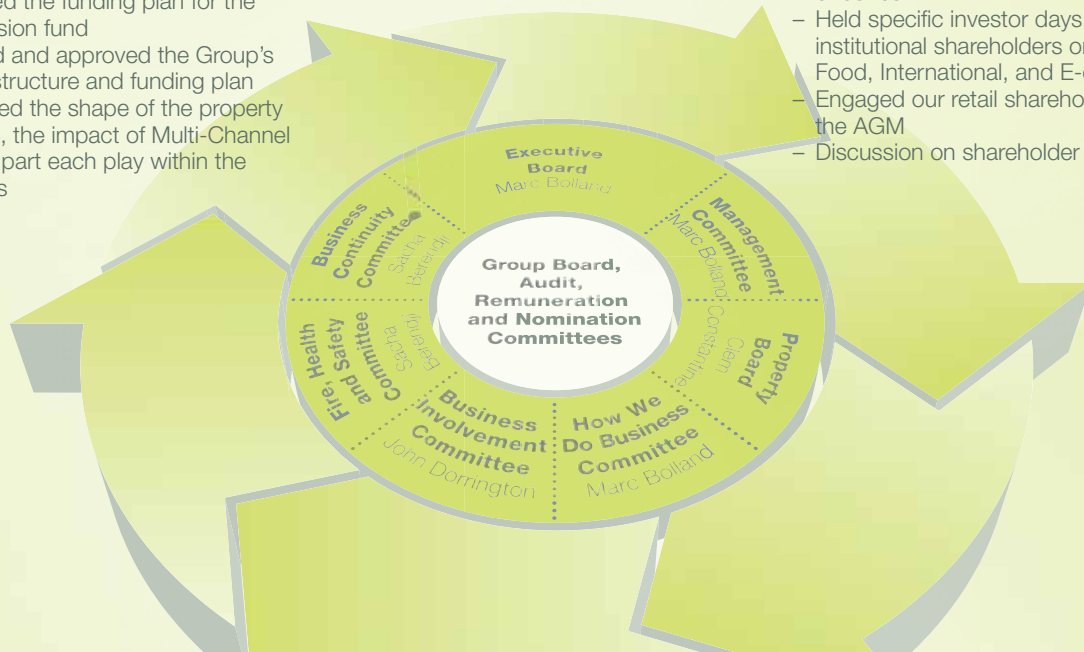 ed the funding plan for the
sion fund
d and approved the Group's
structure and funding plan
ed the shape of the property
, the impact of Multi-Channel
part each play within the
s
– Held specific investor days
institutional shareholders o
Food, International, and E-
– Engaged our retail shareho
the AGM
– Discussion on shareholder
Executive
Board
Marc Bolland
Management
Committee
Marc Bolland
Property
Board
Clem
Constantine
How We
Do Business
Committee
Marc Bolland
Business
Involvement
Committee
John Dorrington
Fire, Health
and Safety
Committee
Sacha
Berendji
Business
Continuity
Committee
Sacha
Berendji
Group Board,
Audit,
Remuneration
and Nomination
Committees